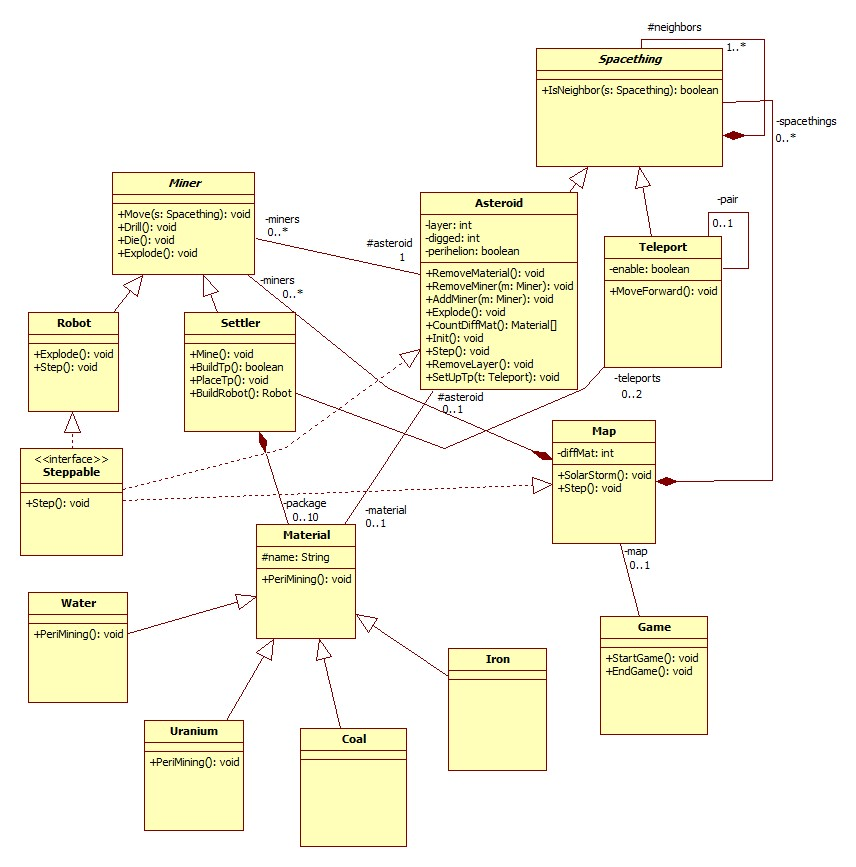 #neighbors
1..*
Spacething
+IsNeighbor(s: Spacething): boolean
-spacethings
0..*
Miner
+Move(s: Spacething): void
+Drill(): void
+Die(): void
+Explode(): void
-miners
0..*
#asteroid
1
Asteroid
-layer: int
-digged: int
-perihelion: boolean
+RemoveMaterial(): void
+RemoveMiner(m: Miner): void
+AddMiner(m: Miner): void
+Explode(): void
+CountDiffMat(): Material[]
+Init(): void
+Step(): void
+RemoveLayer(): void
+SetUpTp(t: Teleport): void
-pair
0..1
Teleport
-enable: boolean
+MoveForward(): void
-miners
0..*
Robot
+Explode(): void
+Step(): void
Settler
+Mine(): void
+BuildTp(): boolean
+PlaceTp(): void
+BuildRobot(): Robot
-teleports
0..2
#asteroid
0..1
<<interface>>
Steppable
+Step(): void
Map
-diffMat: int
+SolarStorm(): void
+Step(): void
-package
0..10
-material
0..1
Material
#name: String
+PeriMining(): void
-map
0..1
Water
+PeriMining(): void
Game
+StartGame(): void
+EndGame(): void
Iron
Uranium
+PeriMining(): void
Coal